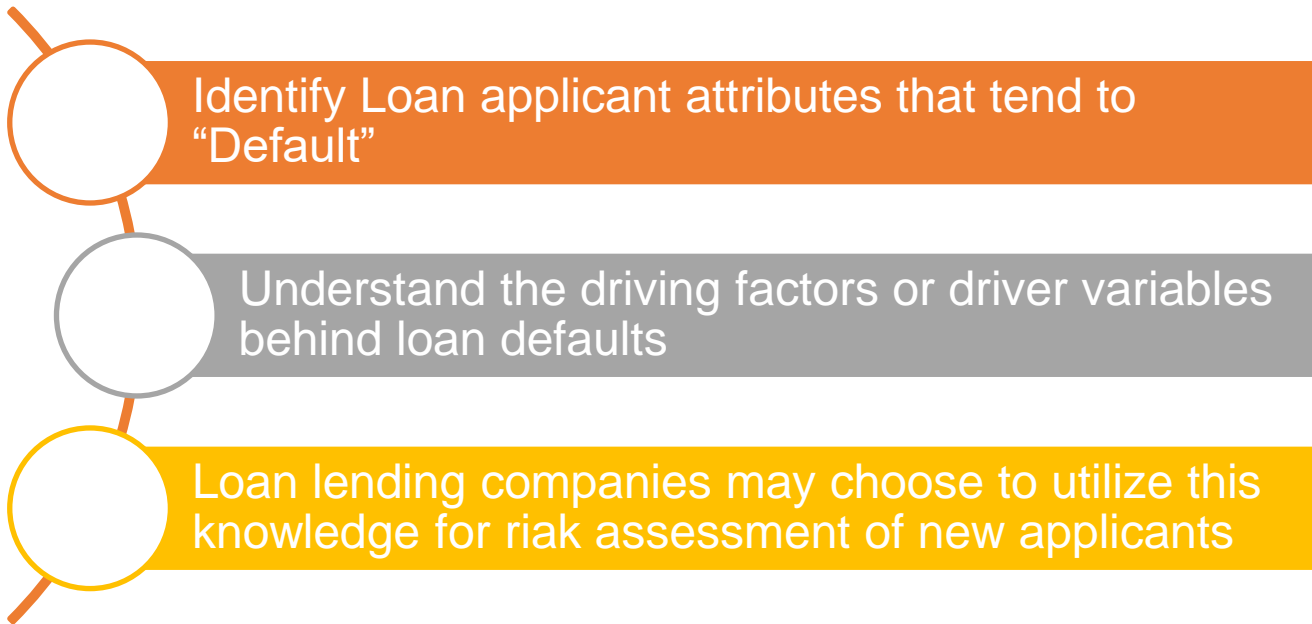 Identify Loan applicant attributes that tend to
“Default”
Understand the driving factors or driver variables
behind loan defaults
Loan lending companies may choose to utilize this
knowledge for riak assessment of new applicants